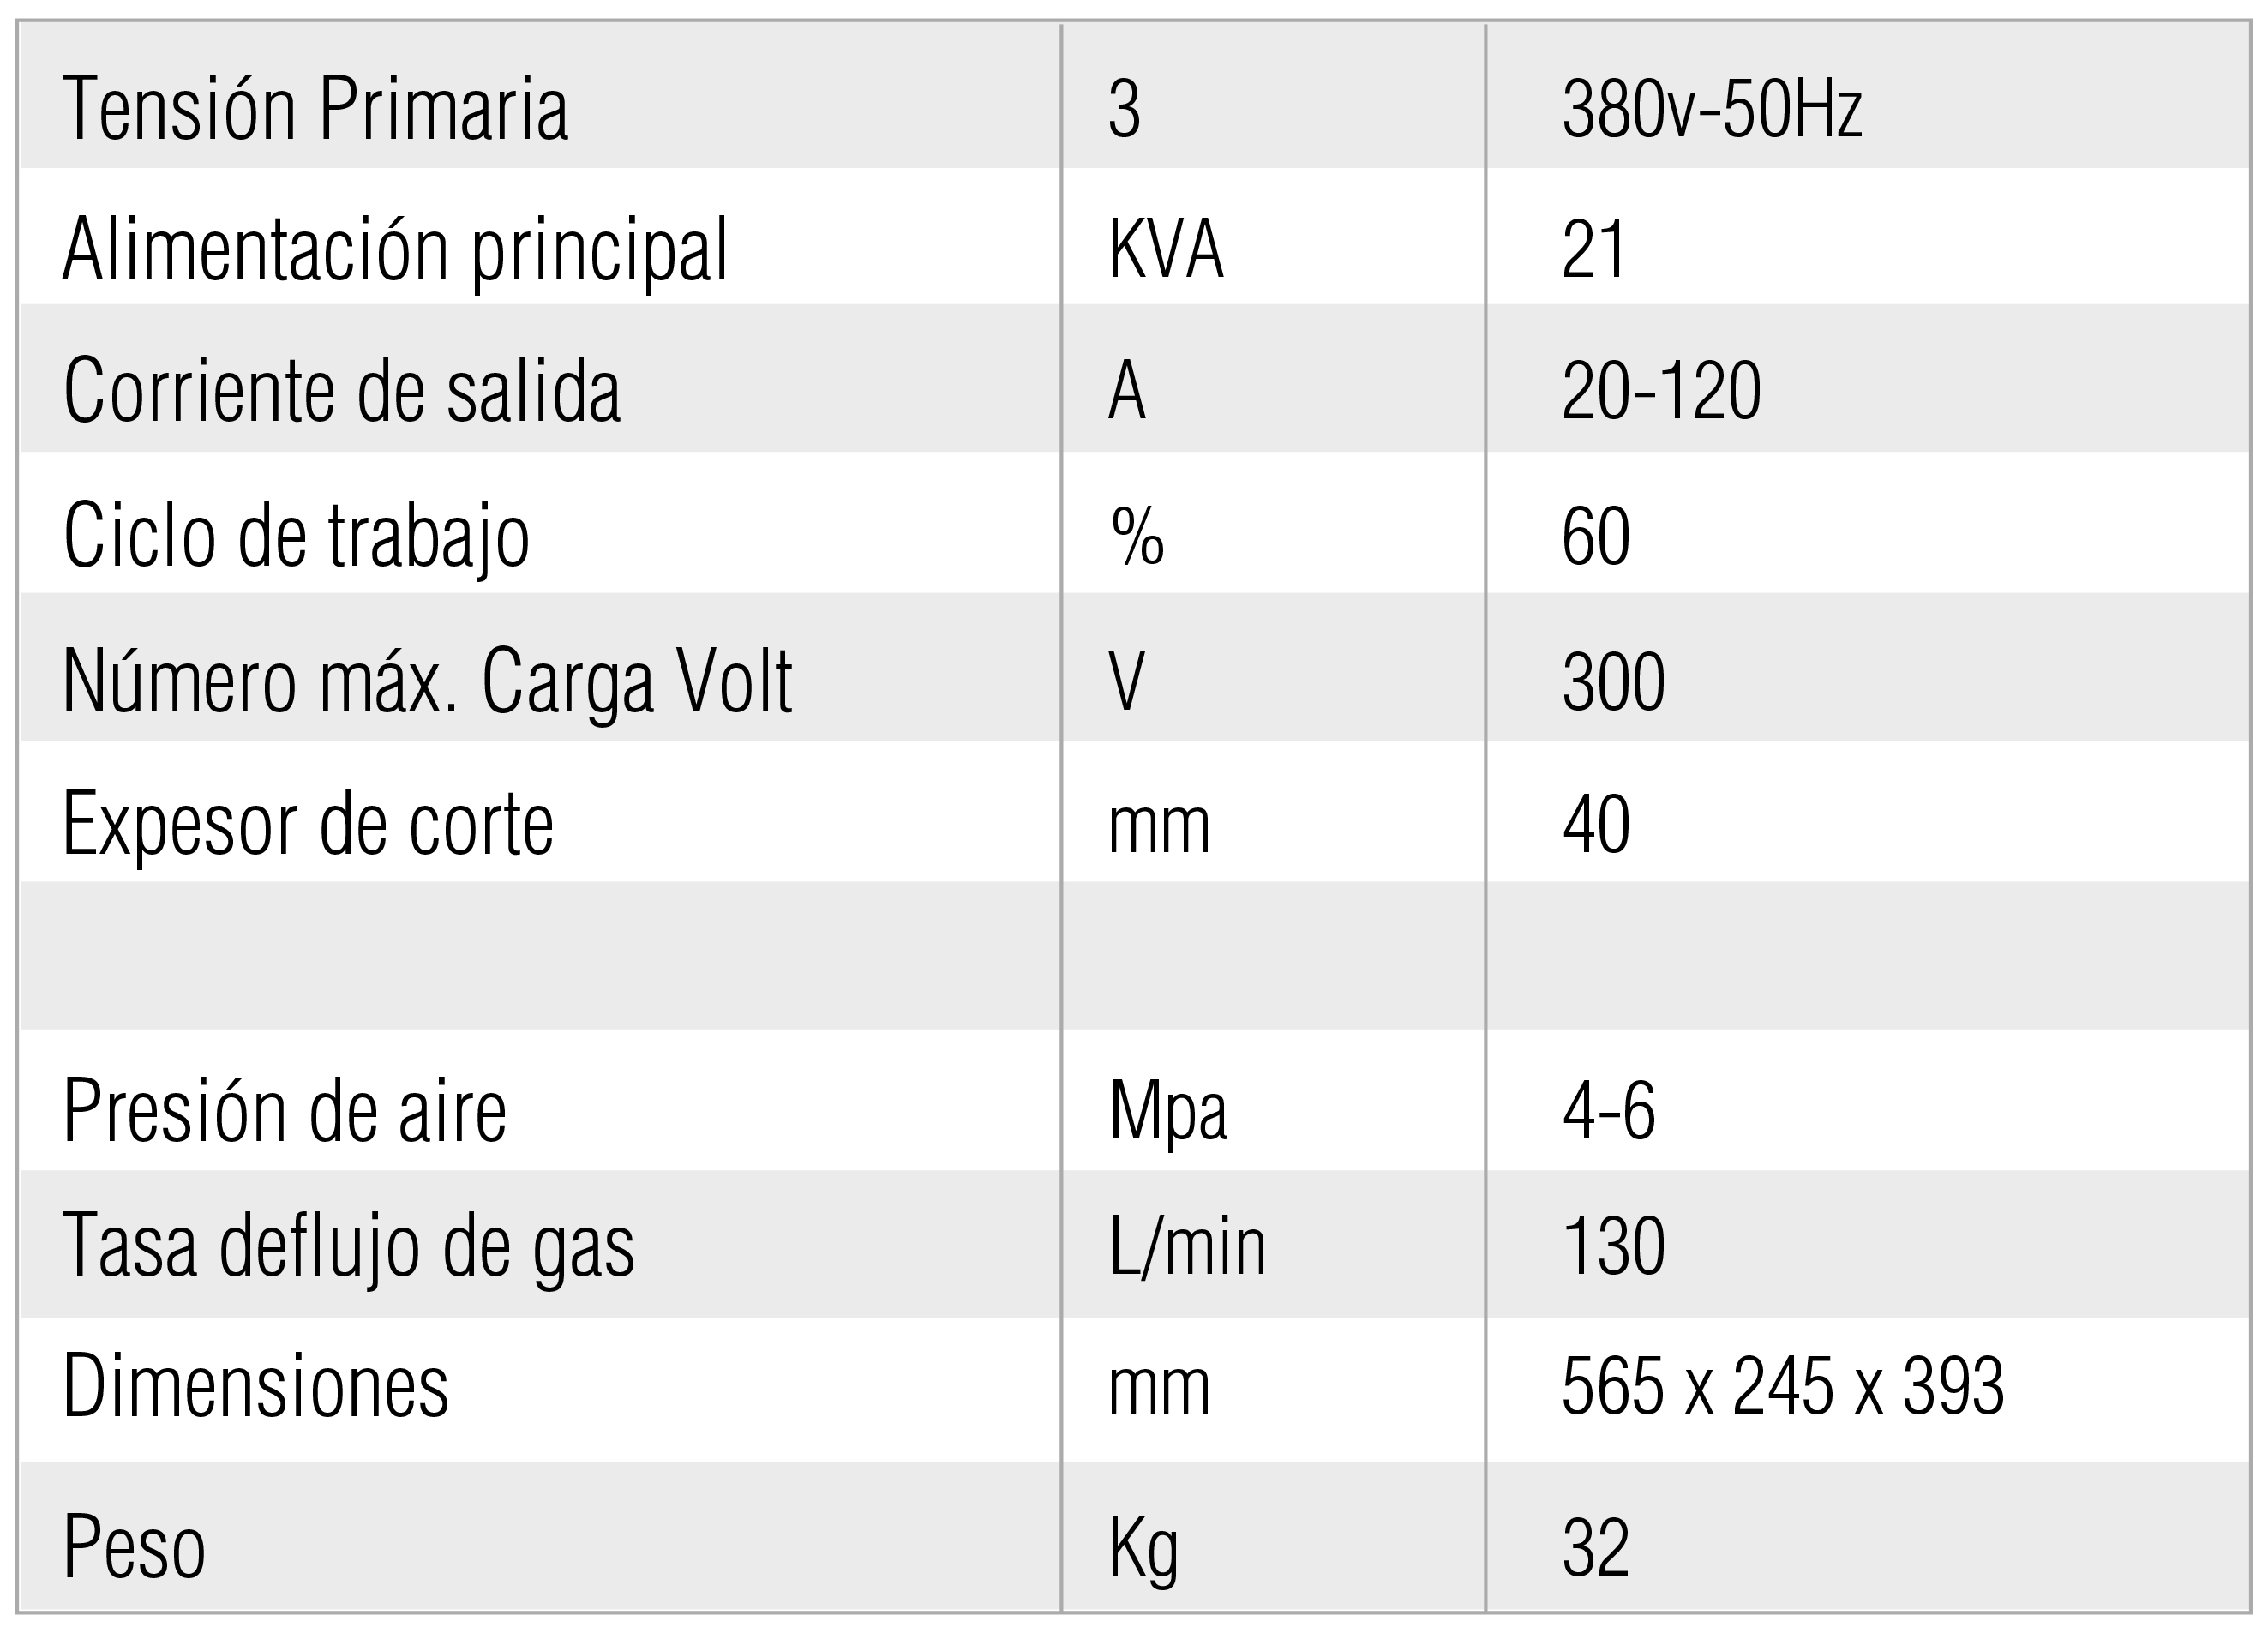 Tensión Primaria 3 380v-50Hz
Alimentación principal KVA 21
Corriente de salida A 20-120
Ciclo de trabajo % 60
Número máx. Carga Volt V 300
Expesor de corte mm 40
Presión de aire Mpa 4-6
Tasa deflujo de gas L/min 130
Dimensiones mm 565 x 245 x 393
Peso Kg 32